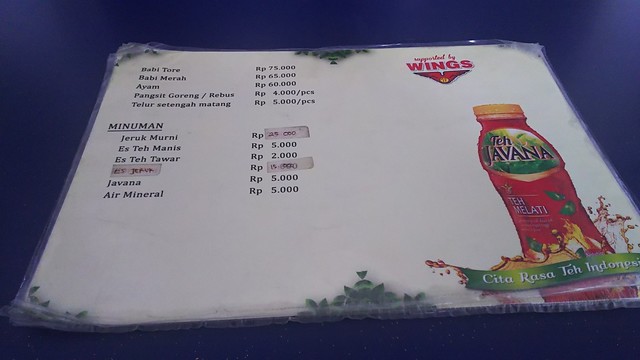 Babi Tore Rp 75.000
Babi Merah Rp 65.000
Ayam Rp 60.000
Pangsit Goreng / Rebus Rp 4.000/pcs
Telur setengah matang Rp 5.000/pcs
MINUMAN
Jeruk Murni Rp 25.000
Es Teh Manis Rp 5.000
Es Teh Tawar Rp 2.000
ES JERUK Rp 15.000
Javana Rp 5.000
Air Mineral Rp 5.000
supported by
WINGS
Teh
JAVANA
TEH
MELATI
Cita Rasa Teh Indonesi